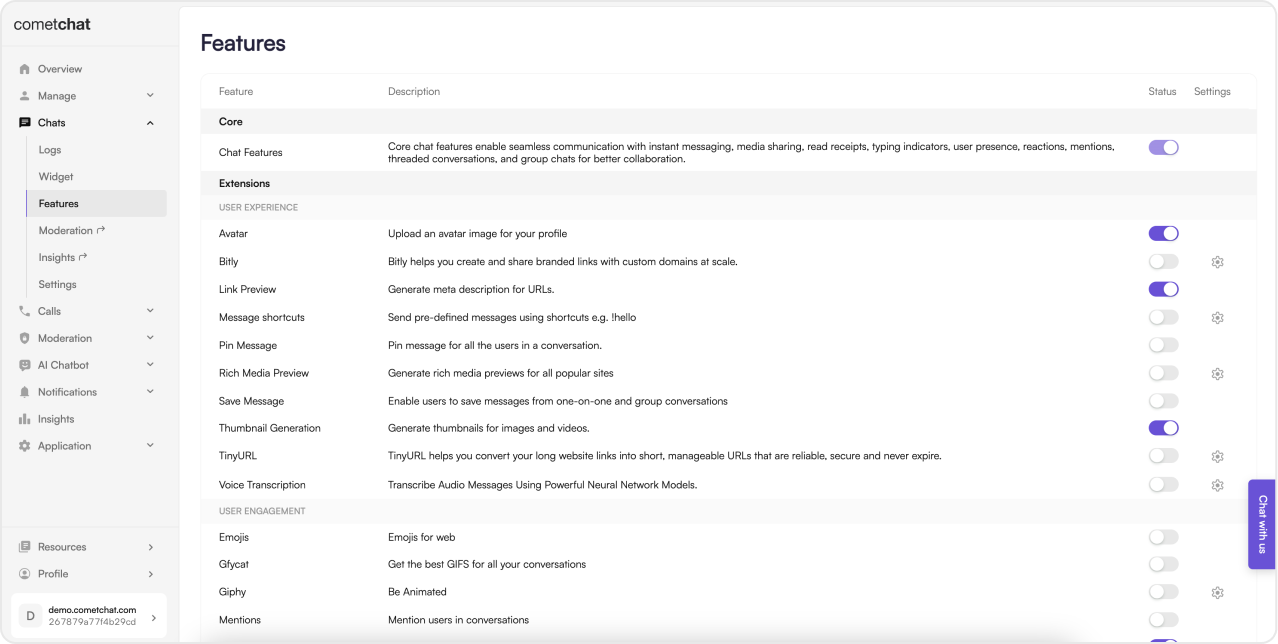 cometchat
Overview
Manage
Chats
Logs
Widget
Features
Moderation
Insights
Settings
Calls
Moderation
AI Chatbot
Notifications
Insights
Application
Resources
Profile
D
demo.cometchat.com
267879a77f4b29cd
Features
Feature Description Status Settings
Core
Chat Features
Core chat features enable seamless communication with instant messaging, media sharing, read receipts, typing indicators, user presence, reactions, mentions,
threaded conversations, and group chats for better collaboration.
Extensions
USER EXPERIENCE
Avatar Upload an avatar image for your profile
Bitly Bitly helps you create and share branded links with custom domains at scale.
Link Preview Generate meta description for URLs.
Message shortcuts Send pre-defined messages using shortcuts e.g. !hello
Pin Message Pin message for all the users in a conversation.
Rich Media Preview Generate rich media previews for all popular sites
Save Message Enable users to save messages from one-on-one and group conversations
Thumbnail Generation Generate thumbnails for images and videos.
TinyURL TinyURL helps you convert your long website links into short, manageable URLs that are reliable, secure and never expire.
Voice Transcription Transcribe Audio Messages Using Powerful Neural Network Models.
USER ENGAGEMENT
Emojis Emojis for web
Gfycat Get the best GIFS for all your conversations
Giphy Be Animated
Mentions Mention users in conversations
Chat with us